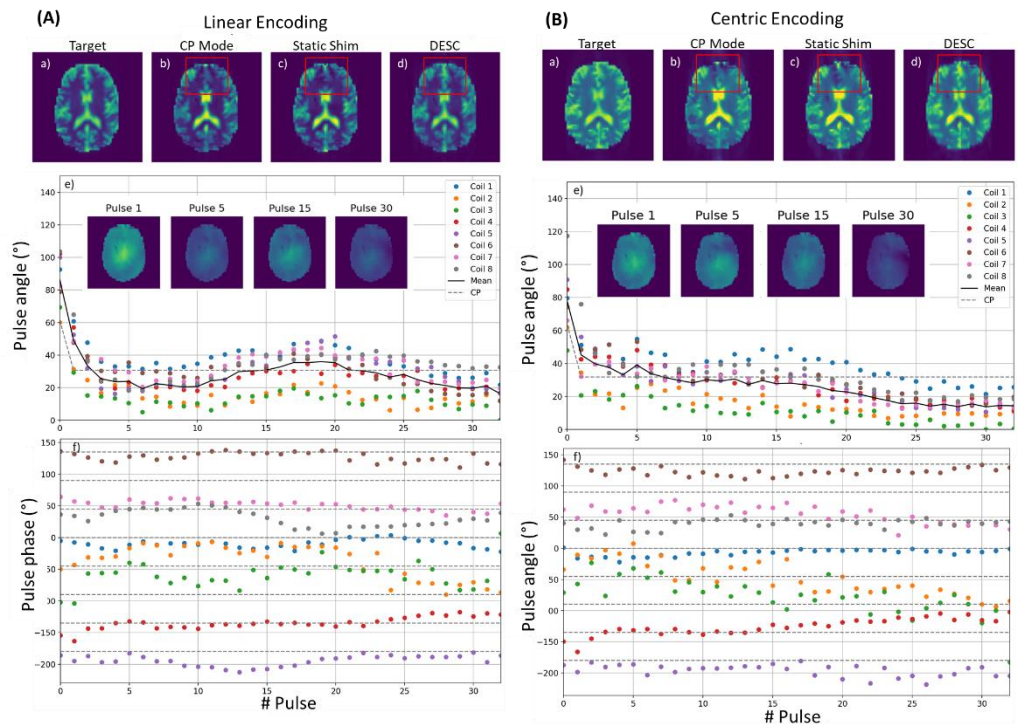 (A)
Linear Encoding
Target
CP Mode
Static Shim
DESC
a)
b)
c)
d)
e)
140
120
100
80
60
40
20
0
Pulse angle (°)
Pulse 1
Pulse 5
Pulse 15
Pulse 30
Coil 1
Coil 2
Coil 3
Coil 4
Coil 5
Coil 6
Coil 7
Coil 8
Mean
CP
0
5
10
15
20
25
30
f)
150
100
50
0
−50
−100
−150
−200
Pulse phase (°)
0
5
10
15
20
25
30
# Pulse
(B)
Centric Encoding
Target
CP Mode
Static Shim
DESC
a)
b)
c)
d)
e)
140
120
100
80
60
40
20
0
Pulse angle (°)
Pulse 1
Pulse 5
Pulse 15
Pulse 30
Coil 1
Coil 2
Coil 3
Coil 4
Coil 5
Coil 6
Coil 7
Coil 8
Mean
CP
0
5
10
15
20
25
30
f)
150
100
50
0
50
00
−150
−200
Pulse angle (°)
0
5
10
15
20
25
30
# Pulse